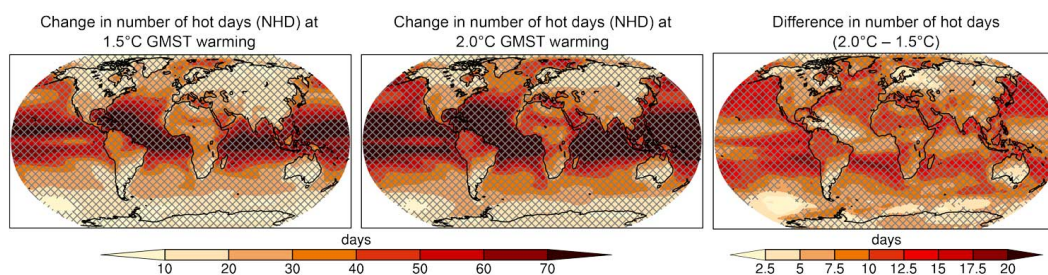 Change in number of hot days (NHD) at
1.5°C GMST warming
Change in number of hot days (NHD) at
2.0°C GMST warming
Difference in number of hot days
(2.0°C – 1.5°C)
days
10 20 30 40 50 60 70
days
2.5 5 7.5 10 12.5 15 17.5 20